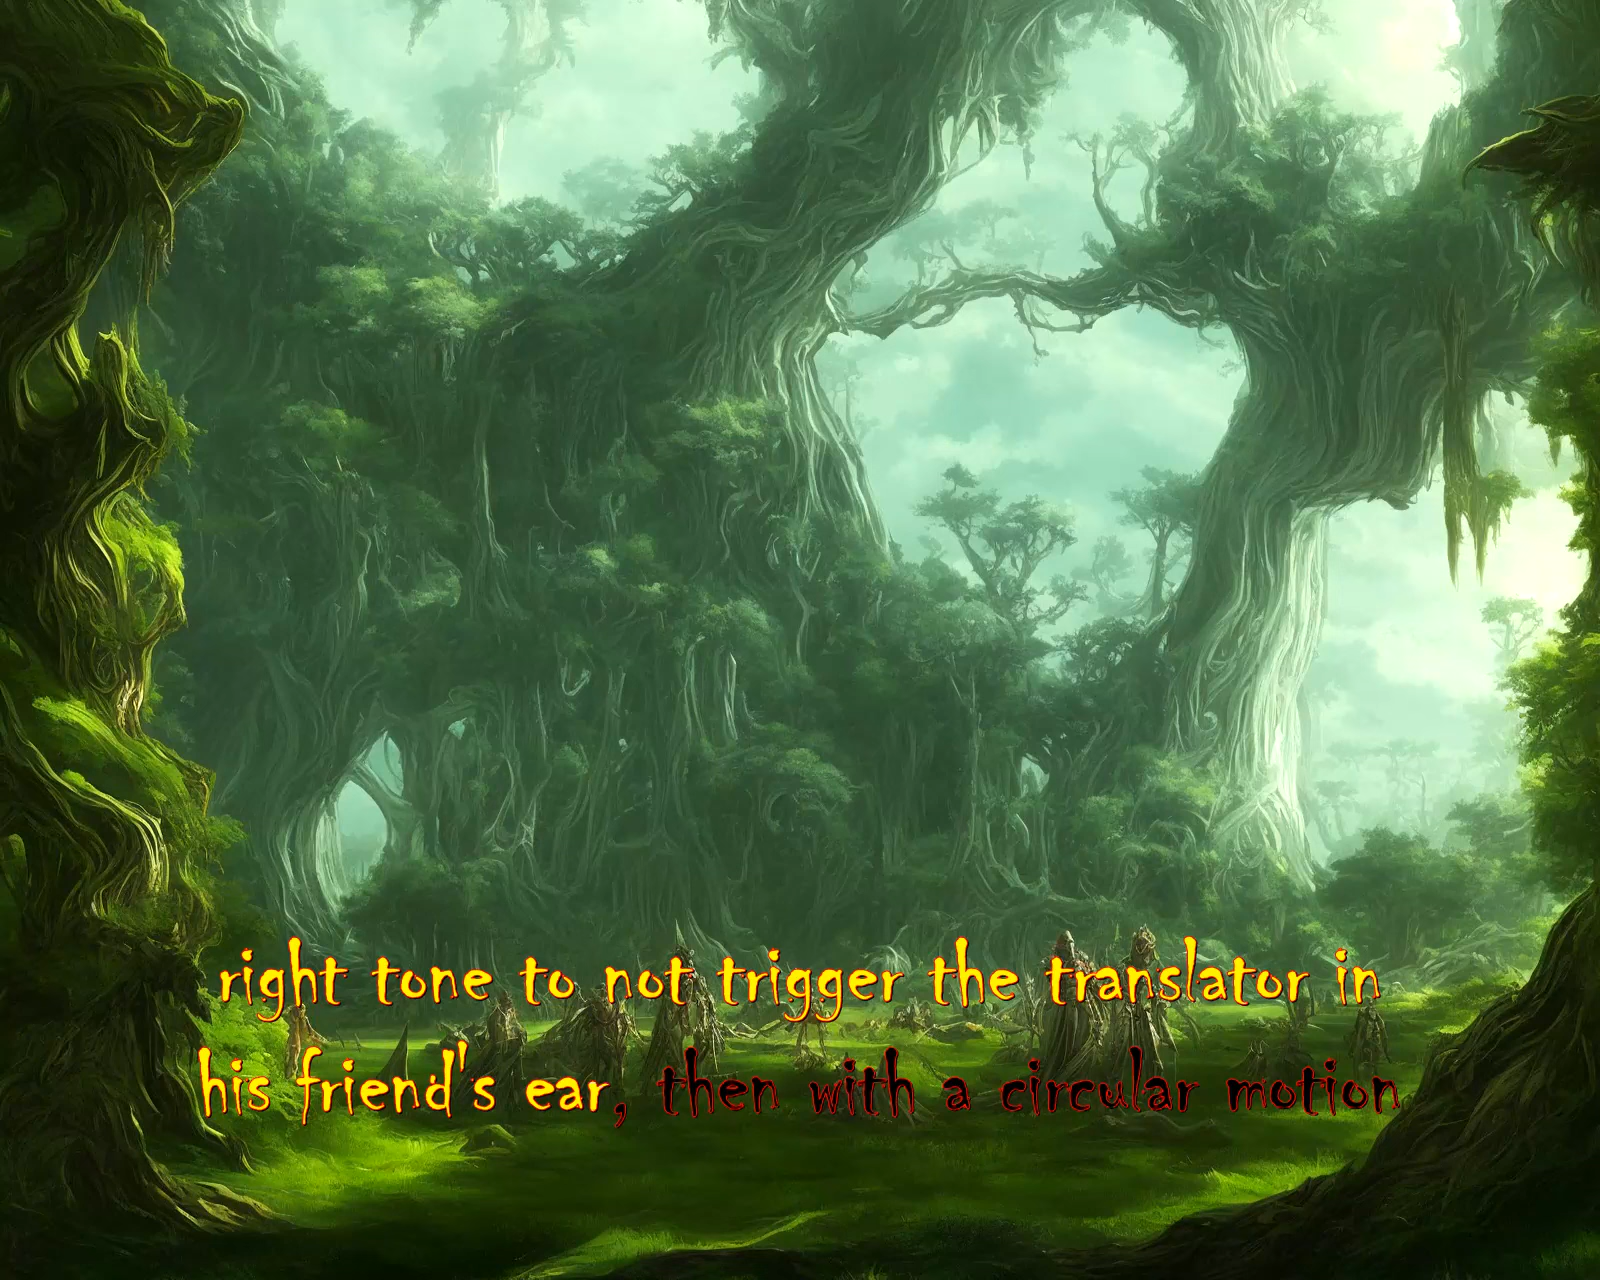 right tone to not trigger the translator in
his friend's ear, then with a circular motion